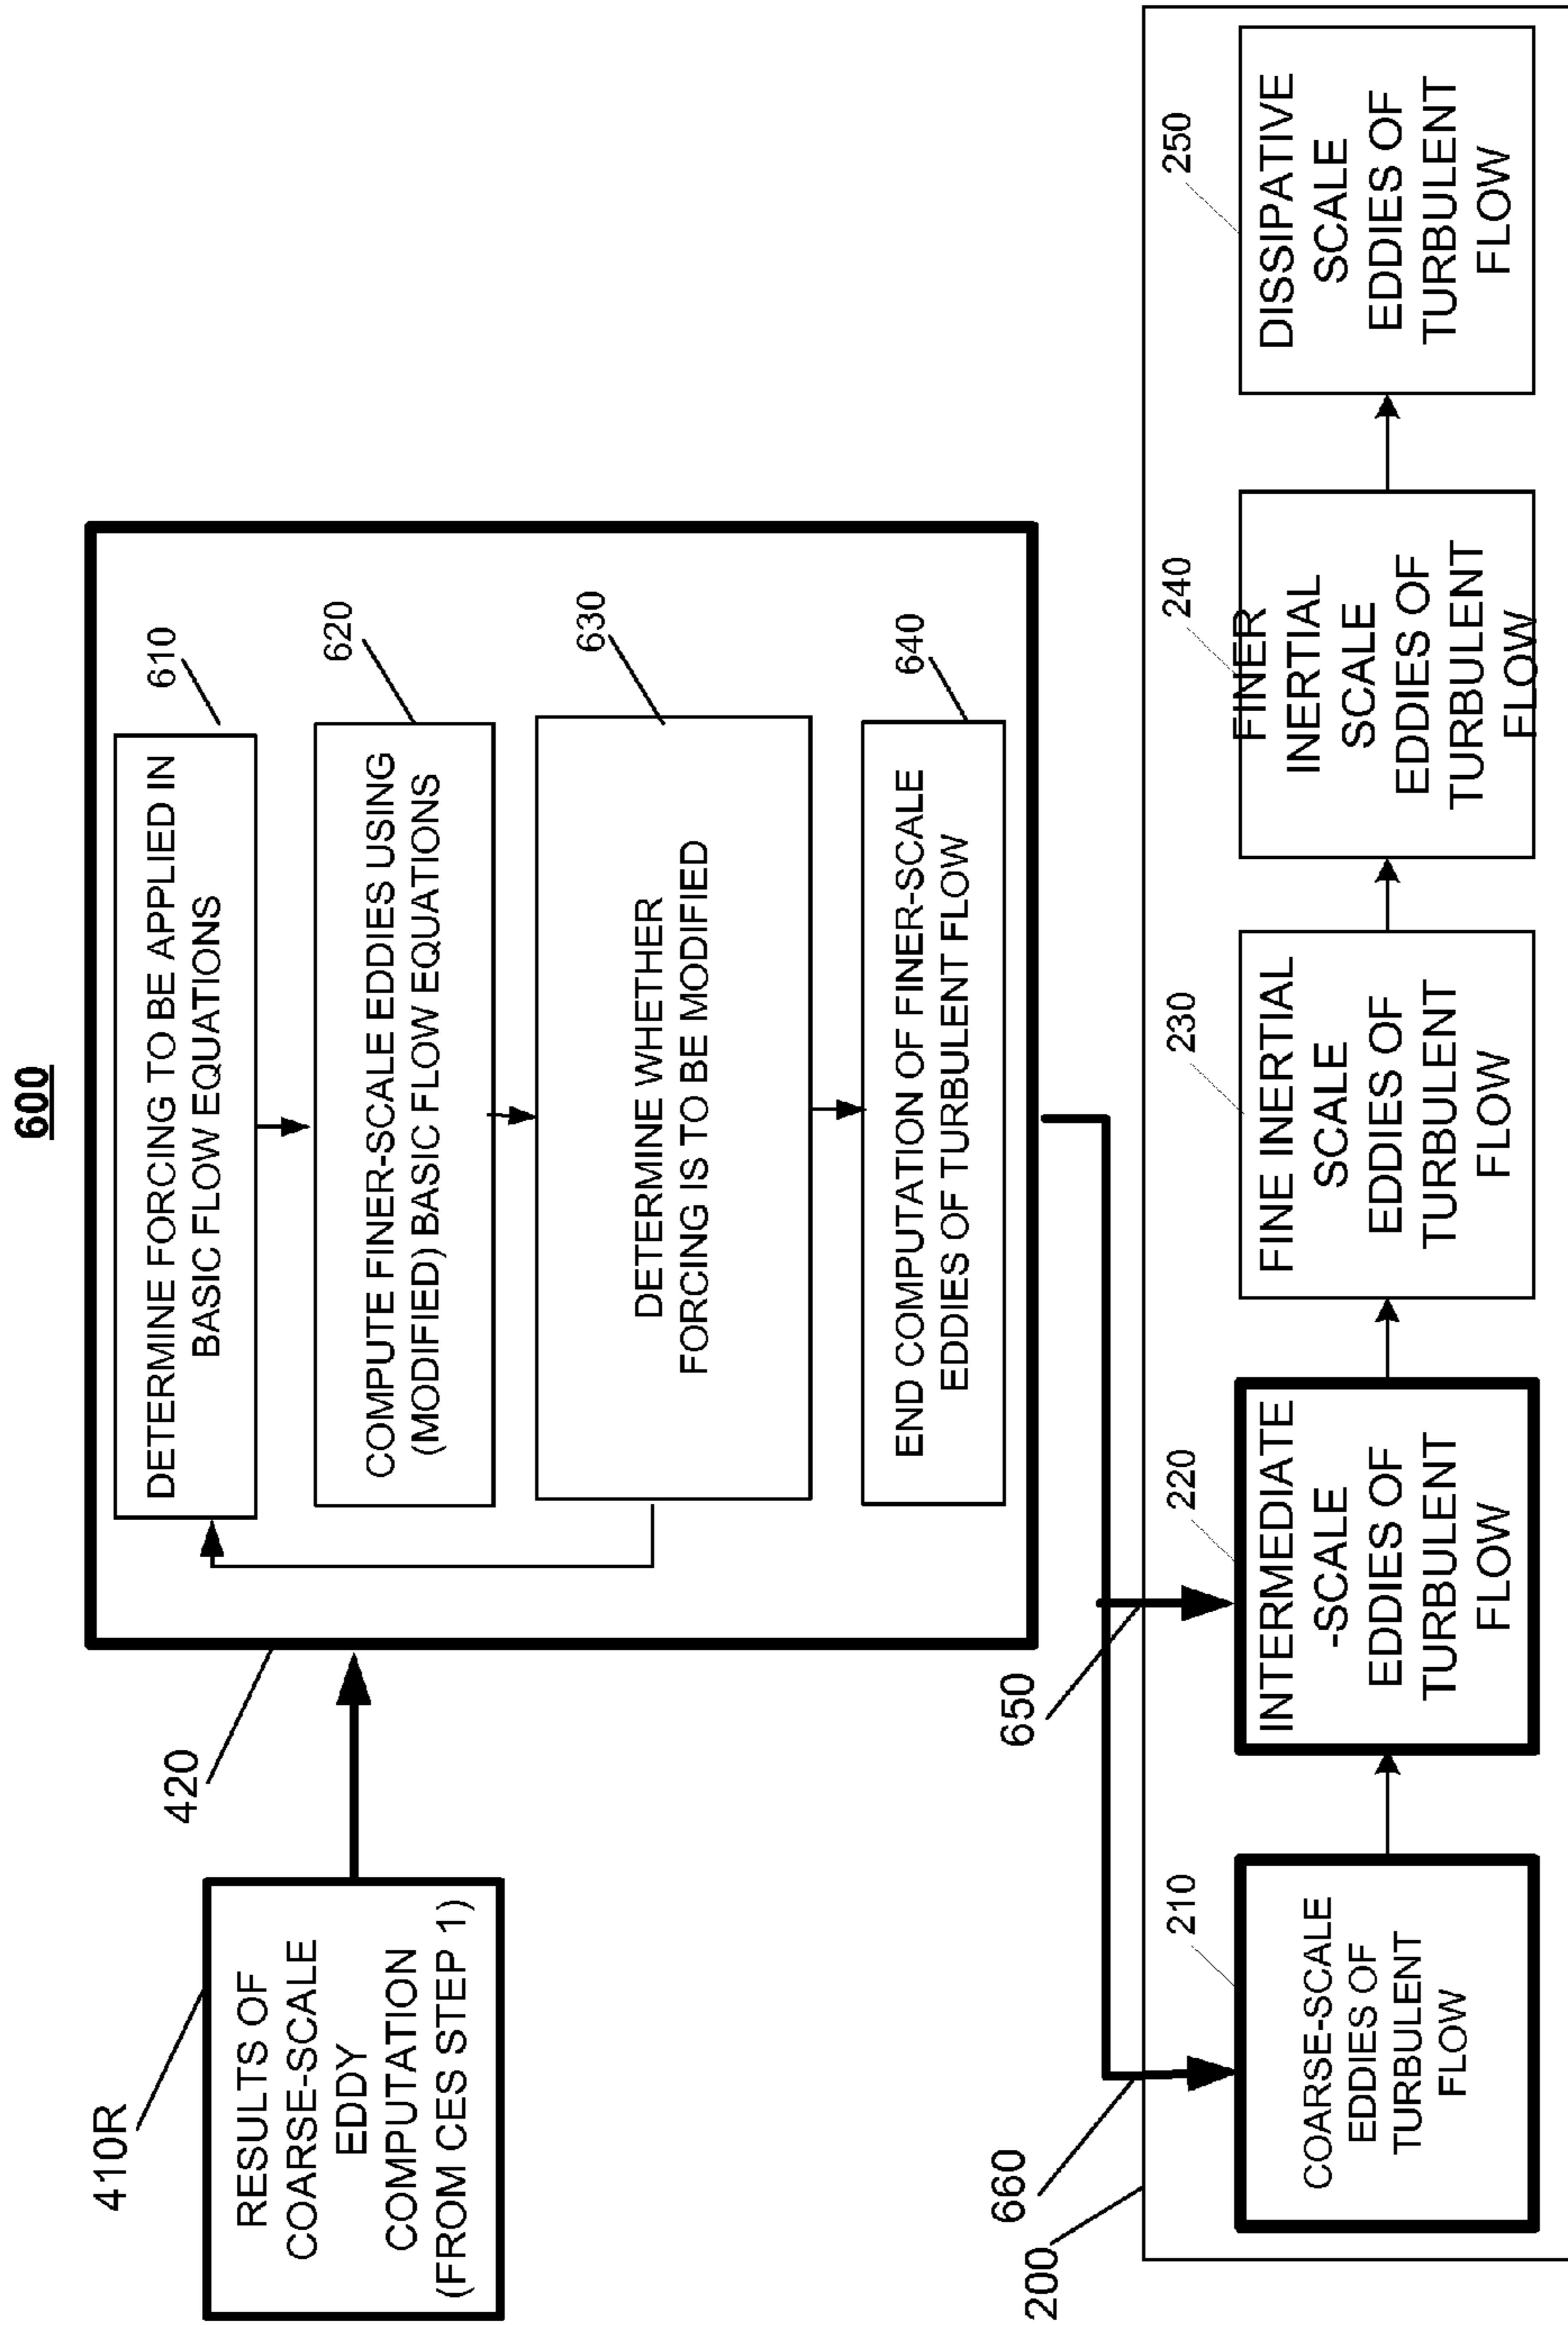 600
410R
RESULTS OF
COARSE-SCALE
EDDY
COMPUTATION
(FROM CES STEP 1)
420
DETERMINE FORCING TO BE APPLIED IN
BASIC FLOW EQUATIONS
610
COMPUTE FINER-SCALE EDDIES USING
(MODIFIED) BASIC FLOW EQUATIONS
620
DETERMINE WHETHER
FORCING IS TO BE MODIFIED
630
END COMPUTATION OF FINER-SCALE
EDDIES OF TURBULENT FLOW
640
650
660
200
210
COARSE-SCALE
EDDIES OF
TURBULENT
FLOW
220
INTERMEDIATE
-SCALE
EDDIES OF
TURBULENT
FLOW
230
FINE INERTIAL
SCALE
EDDIES OF
TURBULENT
FLOW
240
FINER
INERTIAL
SCALE
EDDIES OF
TURBULENT
FLOW
250
DISSIPATIVE
SCALE
EDDIES OF
TURBULENT
FLOW